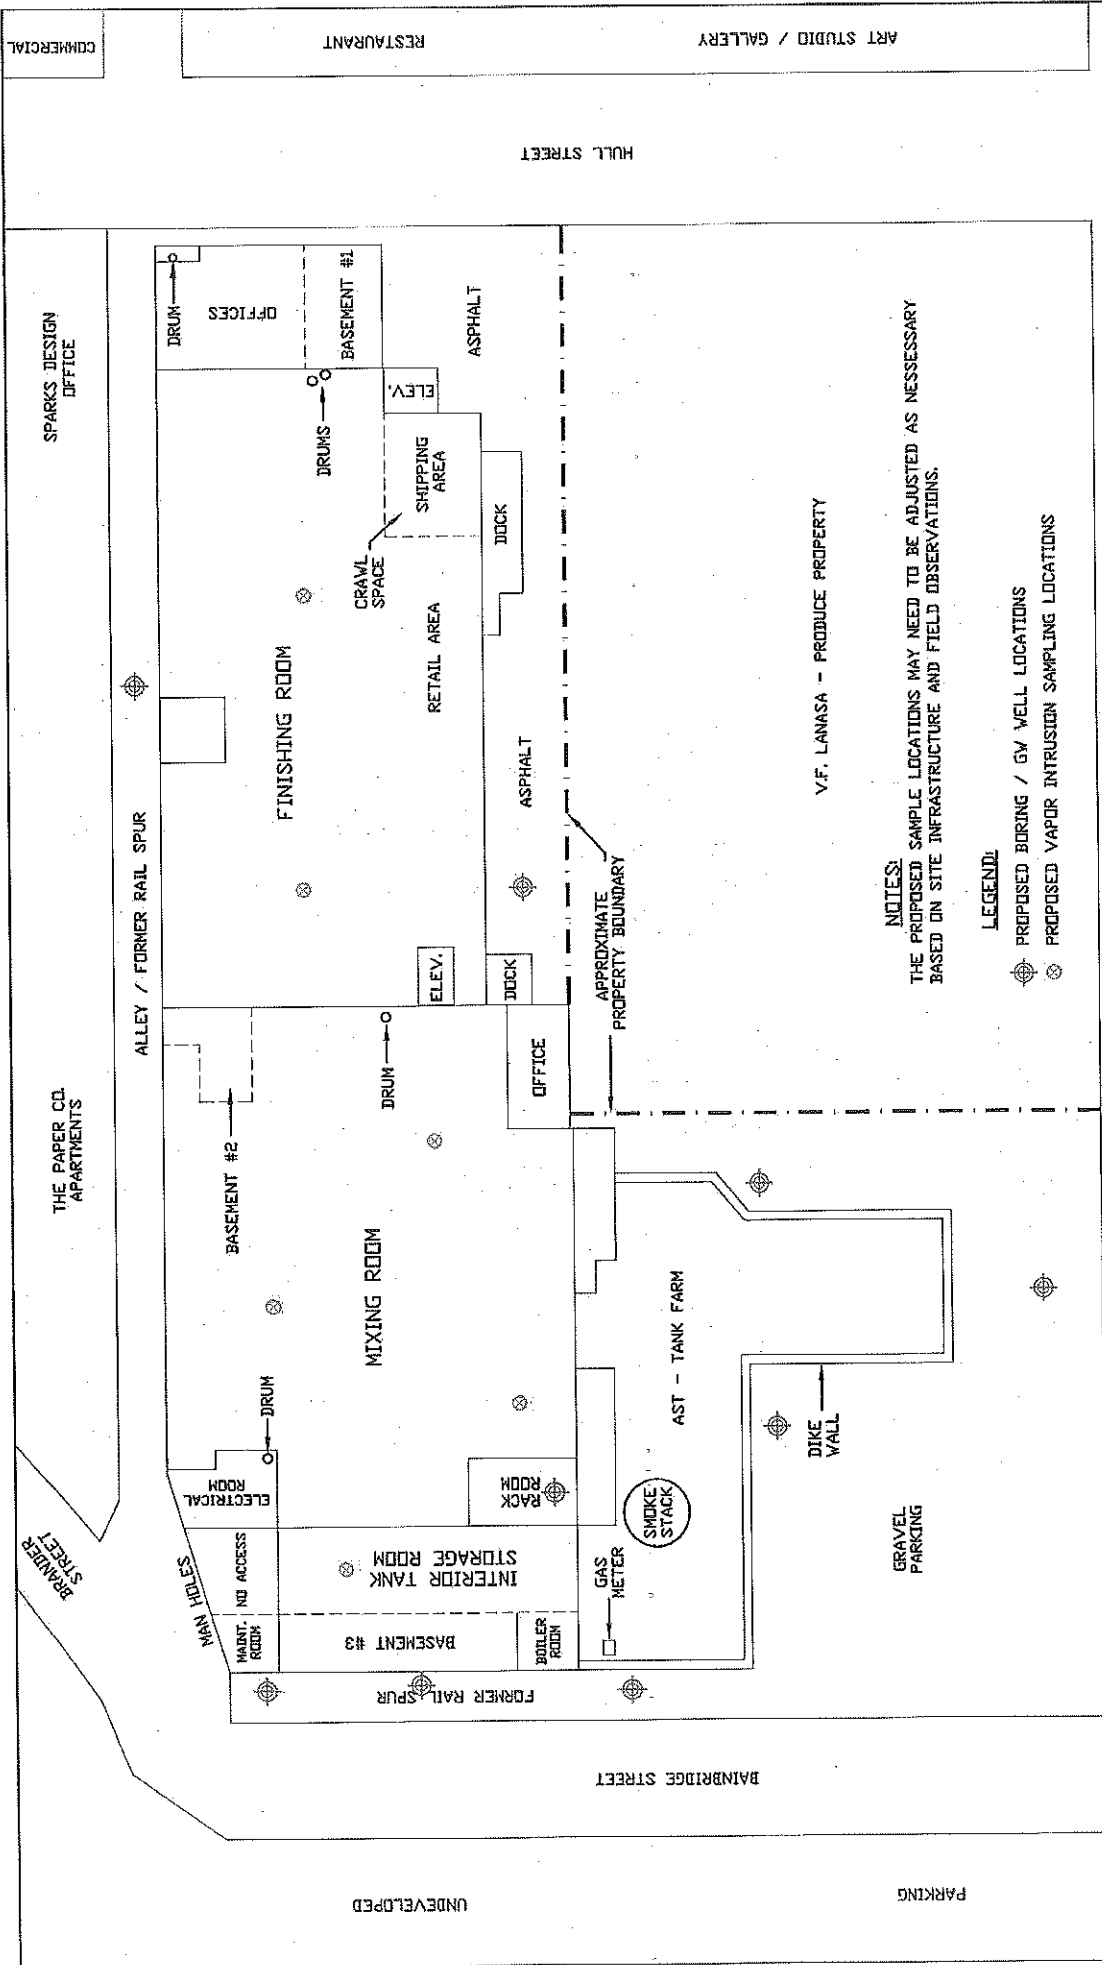 COMMERCIAL
RESTAURANT
ART STUDIO / GALLERY
HULL STREET
SPARKS DESIGN
OFFICE
THE PAPER CO.
APARTMENTS
ALLEY / FORMER RAIL SPUR
BRANDER
STREET
MAN HOLES
DRUM
OFFICES
BASEMENT #1
DRUMS
ELEV.
ASPHALT
SHIPPING
AREA
CRAWL
SPACE
DOCK
FINISHING ROOM
RETAIL AREA
ASPHALT
ELEV.
DOCK
APPROXIMATE
PROPERTY BOUNDARY
BASEMENT #2
DRUM
OFFICE
MIXING ROOM
DRUM
ELECTRICAL
ROOM
RACK
ROOM
NO ACCESS
MAINT.
ROOM
INTERIOR TANK
STORAGE ROOM
BASEMENT #3
BOILER
ROOM
GAS
METER
SMOKE
STACK
AST - TANK FARM
DIKE
WALL
GRAVEL
PARKING
FORMER RAIL SPUR
BAINBRIDGE STREET
UNDEVELOPED
PARKING
V.F. LANASA - PRODUCE PROPERTY
NOTES:
THE PROPOSED SAMPLE LOCATIONS MAY NEED TO BE ADJUSTED AS NESSESSARY
BASED ON SITE INFRASTRUCTURE AND FIELD OBSERVATIONS.
LEGEND:
PROPOSED BORING / GW WELL LOCATIONS
PROPOSED VAPOR INTRUSION SAMPLING LOCATIONS